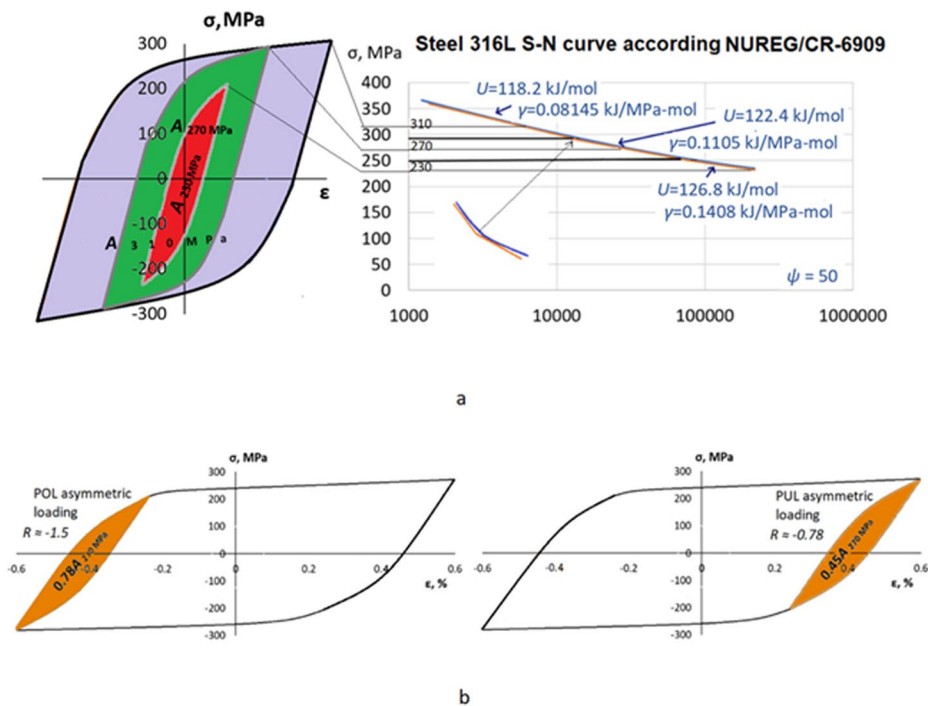 σ, MPa
300
200
100
0
-100
-200
-300
ε
A 270 MPa
A 230 MPa
A 310 MPa
Steel 316L S-N curve according NUREG/CR-6909
σ, MPa
400
350
300
250
200
150
100
50
0
310
270
230
U=118.2 kJ/mol
γ=0.08145 kJ/MPa-mol
U=122.4 kJ/mol
γ=0.1105 kJ/MPa-mol
U=126.8 kJ/mol
γ=0.1408 kJ/MPa-mol
ψ = 50
1000 10000 100000 1000000
a
σ, MPa
300
200
100
0
-100
-200
-300
POL asymmetric
loading
R ≈ -1.5
0.78A 270 MPa
-0.6 -0.4 -0.2 0 0.2 0.4 0.6
ε, %
σ, MPa
300
200
100
0
-100
-200
-300
PUL asymmetric
loading
R ≈ -0.78
0.45A 270 MPa
-0.6 -0.4 -0.2 0 0.2 0.4 0.6
ε, %
b